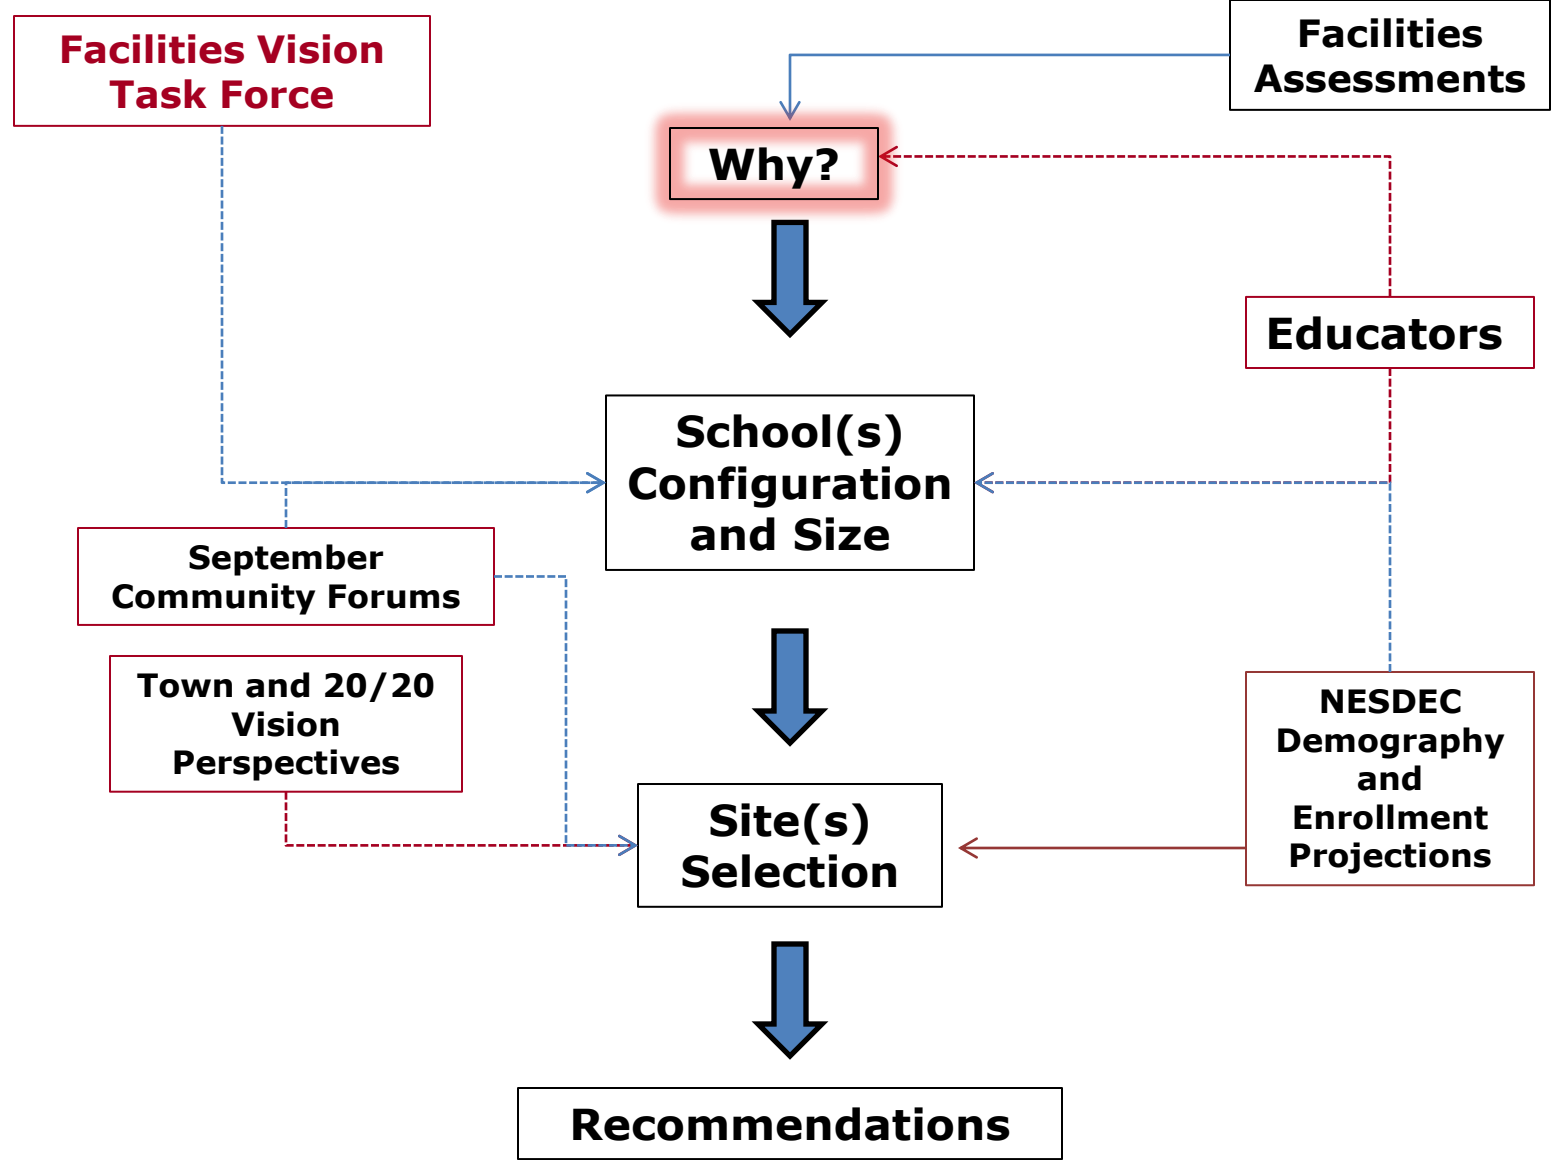 Facilities Vision
Task Force
Facilities
Assessments
Why?
Educators
School(s)
Configuration
and Size
September
Community Forums
Town and 20/20
Vision
Perspectives
NESDEC
Demography
and
Enrollment
Projections
Site(s)
Selection
Recommendations